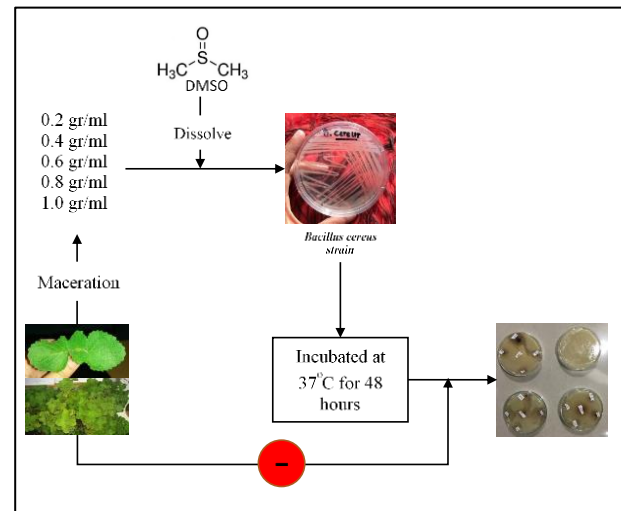 O
S
H₃C CH₃
DMSO
0.2 gr/ml
0.4 gr/ml
0.6 gr/ml
0.8 gr/ml
1.0 gr/ml
Dissolve
B. CEREUS
Bacillus cereus
strain
Maceration
Incubated at
37°C for 48
hours
-